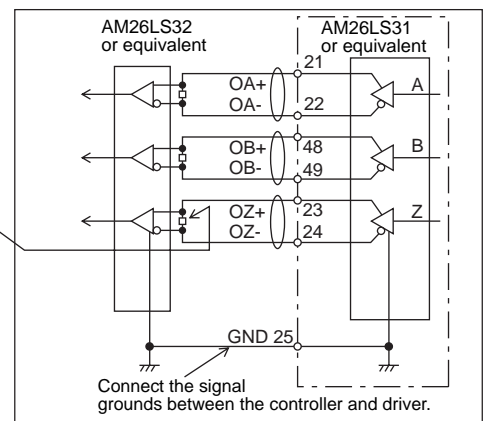 AM26LS32
or equivalent
AM26LS31
or equivalent
21
OA+
OA-
22
A
OB+
OB-
48
49
B
OZ+
OZ-
23
24
Z
GND 25
Connect the signal
grounds between the controller and driver.